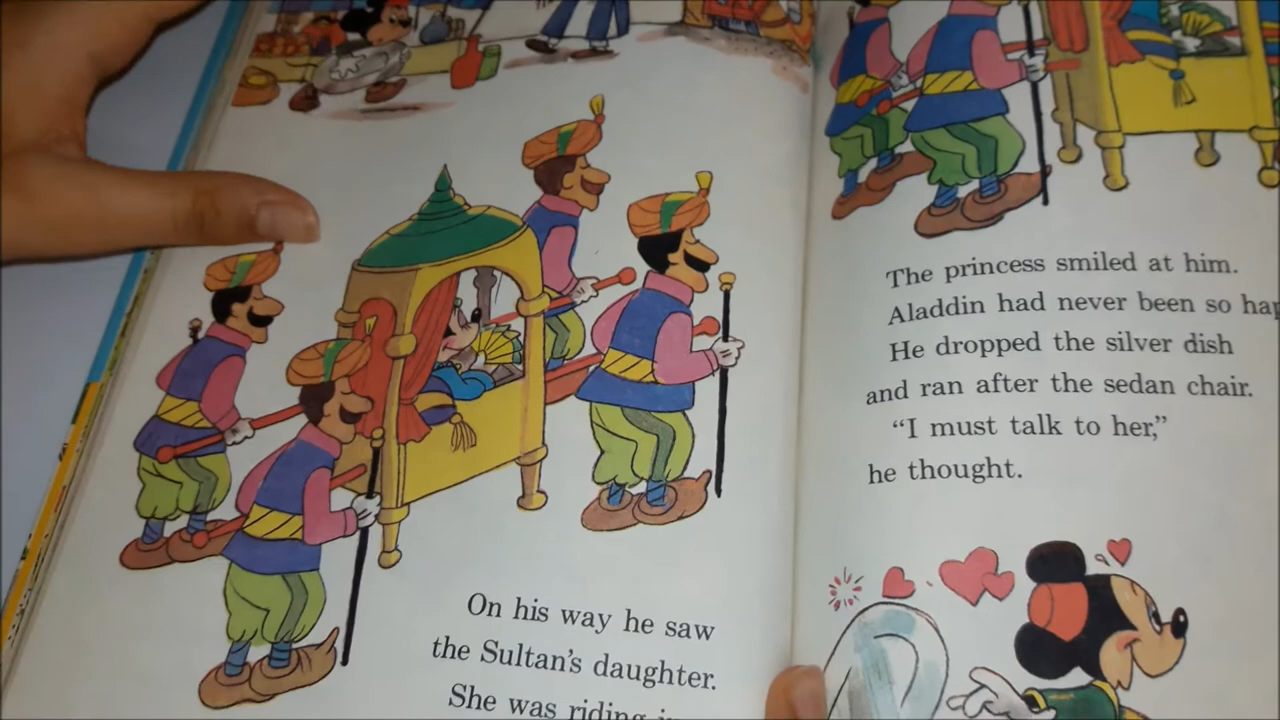 On his way he saw
the Sultan's daughter.
She was riding
The princess smiled at him.
Aladdin had never been so
He dropped the silver dish
and ran after the sedan chair.
“I must talk to her,”
he thought.